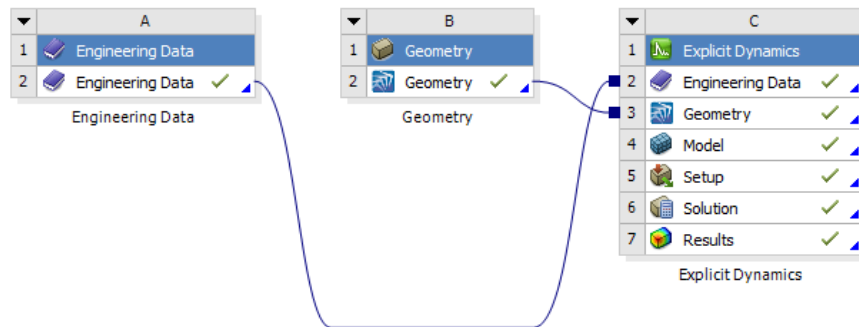 A
1 Engineering Data
2 Engineering Data
Engineering Data
B
1 Geometry
2 Geometry
Geometry
C
1 Explicit Dynamics
2 Engineering Data
3 Geometry
4 Model
5 Setup
6 Solution
7 Results
Explicit Dynamics